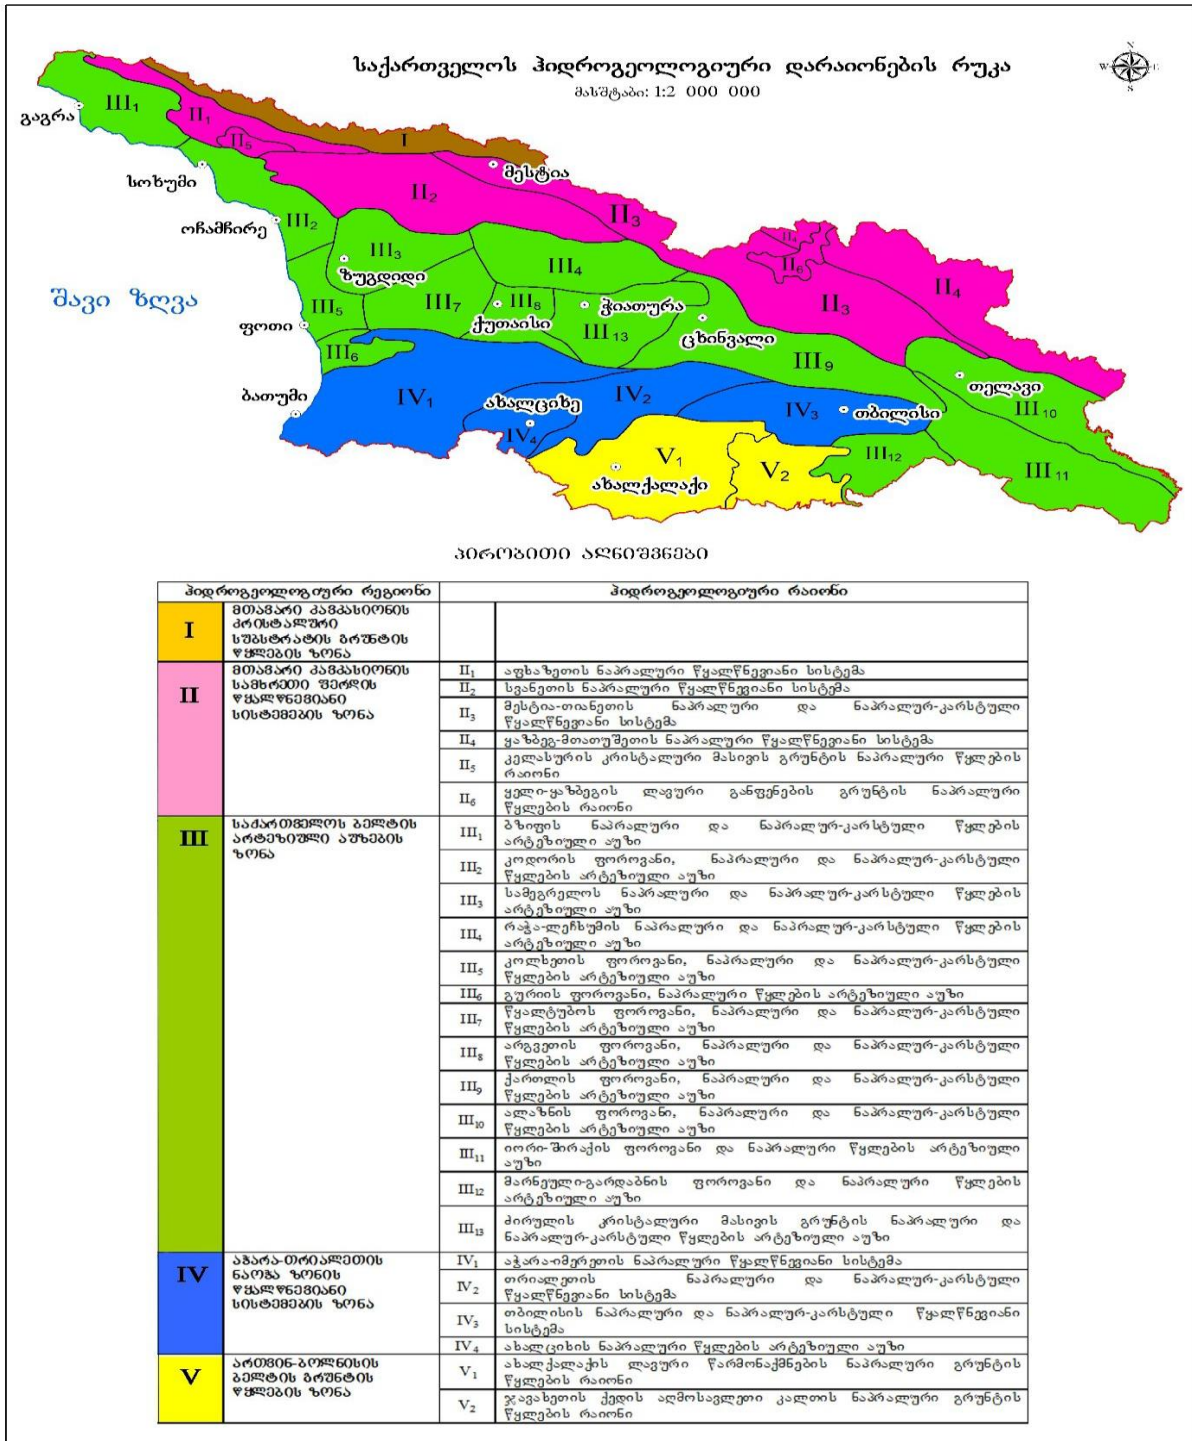 საქართველოს ჰიდროგეოლოგიური დარაიონების რუკა
მასშტაბი: 1:2 000 000
N
W
E
S
III1
გაგრა
II1
II5
I
მესტია
სოხუმი
II2
II3
ოჩამჩირე
III2
III3
ზუგდიდი
III4
II4
II6
II4
II3
შავი ზღვა
III5
III7
III8
ჭიათურა
ფოთი
ქუთაისი
III13
ცხინვალი
III6
III9
თელავი
ბათუმი
IV1
ახალციხე
IV2
IV3
თბილისი
III10
IV4
V1
V2
III12
III11
ახალქალაქი
პირობითი აღნიშვნები
ჰიდროგეოლოგიური რეგიონი
ჰიდროგეოლოგიური რაიონი
I
მთავარი კავკასიონის
კრისტალური
სუბსტრატის გრუნტის
წყლების ზონა
II
მთავარი კავკასიონის
სამხრეთი ფერდის
წყალწნევიანი
სისტემების ზონა
II1 აფხაზეთის ნაპრალური წყალწნევიანი სისტემა
II2 სვანეთის ნაპრალური წყალწნევიანი სისტემა
II3 მესტია-თიანეთის ნაპრალური და ნაპრალურ-კარსტული
წყალწნევიანი სისტემა
II4 ყაზბეგ-მთათუშეთის ნაპრალური წყალწნევიანი სისტემა
II5 კელასურის კრისტალური მასივის გრუნტის ნაპრალური წყლების
რაიონი
II6 ყელი-ყაზბეგის ლავური განფენების გრუნტის ნაპრალური
წყლების რაიონი
III
საქართველოს ბელტის
არტეზიული აუზების
ზონა
III1 ბზიფის ნაპრალური და ნაპრალურ-კარსტული წყლების
არტეზიული აუზი
III2 კოდორის ფოროვანი, ნაპრალური და ნაპრალურ-კარსტული
წყლების არტეზიული აუზი
III3 სამეგრელოს ნაპრალური და ნაპრალურ-კარსტული წყლების
არტეზიული აუზი
III4 რაჭა-ლეჩხუმის ნაპრალური და ნაპრალურ-კარსტული წყლების
არტეზიული აუზი
III5 კოლხეთის ფოროვანი, ნაპრალური და ნაპრალურ-კარსტული
წყლების არტეზიული აუზი
III6 გურიის ფოროვანი, ნაპრალური წყლების არტეზიული აუზი
III7 წყალტუბოს ფოროვანი, ნაპრალური და ნაპრალურ-კარსტული
წყლების არტეზიული აუზი
III8 არგვეთის ფოროვანი, ნაპრალური და ნაპრალურ-კარსტული
წყლების არტეზიული აუზი
III9 ქართლის ფოროვანი, ნაპრალური და ნაპრალურ-კარსტული
წყლების არტეზიული აუზი
III10 ალაზნის ფოროვანი, ნაპრალური და ნაპრალურ-კარსტული
წყლების არტეზიული აუზი
III11 იორი-შირაქის ფოროვანი და ნაპრალური წყლების არტეზიული
აუზი
III12 მარნეული-გარდაბნის ფოროვანი და ნაპრალური წყლების
არტეზიული აუზი
III13 ძირულის კრისტალური მასივის გრუნტის ნაპრალური და
ნაპრალურ-კარსტული წყლების არტეზიული აუზი
IV
აჭარა-თრიალეთის
ნაოჭა ზონის
წყალწნევიანი
სისტემების ზონა
IV1 აჭარა-იმერეთის ნაპრალური წყალწნევიანი სისტემა
IV2 თრიალეთის ნაპრალური და ნაპრალურ-კარსტული
წყალწნევიანი სისტემა
IV3 თბილისის ნაპრალური და ნაპრალურ-კარსტული წყალწნევიანი
სისტემა
IV4 ახალციხის ნაპრალური წყლების არტეზიული აუზი
V
ართვინ-ბოლნისის
ბელტის გრუნტის
წყლების ზონა
V1 ახალქალაქის ლავური წარმონაქმნების ნაპრალური გრუნტის
წყლების რაიონი
V2 ჯავახეთის ქედის აღმოსავლეთი კალთის ნაპრალური გრუნტის
წყლების რაიონი